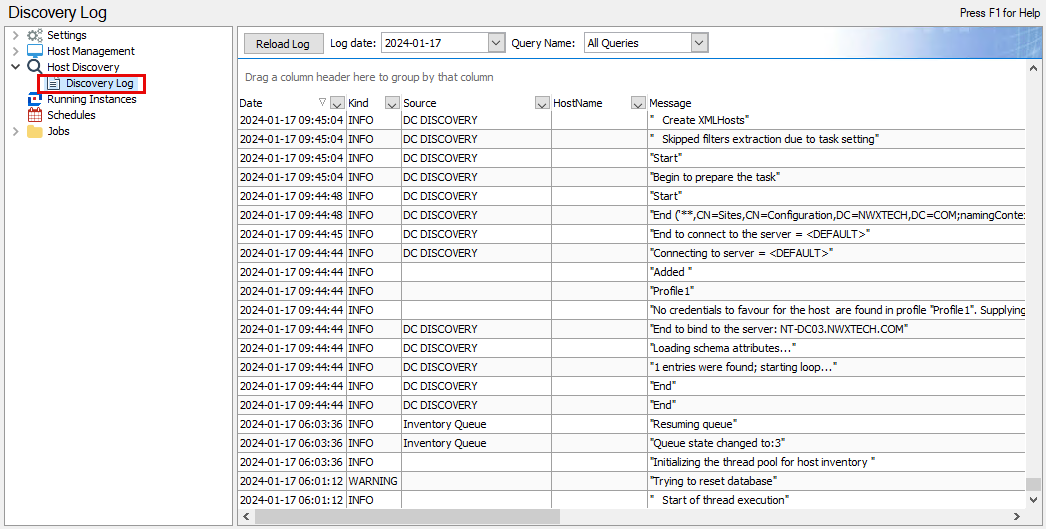 Discovery Log
Press F1 for Help
Settings
Host Management
Host Discovery
Discovery Log
Running Instances
Schedules
Jobs
Reload Log Log date: 2024-01-17 Query Name: All Queries
Drag a column header here to group by that column
Date Kind Source HostName Message
2024-01-17 09:45:04 INFO DC DISCOVERY "   Create XMLHosts"
2024-01-17 09:45:04 INFO DC DISCOVERY "   Skipped filters extraction due to task setting"
2024-01-17 09:45:04 INFO DC DISCOVERY "Start"
2024-01-17 09:45:04 INFO DC DISCOVERY "Begin to prepare the task"
2024-01-17 09:44:48 INFO DC DISCOVERY "Start"
2024-01-17 09:44:48 INFO DC DISCOVERY "End ('**,CN=Sites,CN=Configuration,DC=NWXTECH,DC=COM;namingConte
2024-01-17 09:44:45 INFO DC DISCOVERY "End to connect to the server = <DEFAULT>"
2024-01-17 09:44:44 INFO DC DISCOVERY "Connecting to server = <DEFAULT>"
2024-01-17 09:44:44 INFO "Added "
2024-01-17 09:44:44 INFO "Profile1"
2024-01-17 09:44:44 INFO "No credentials to favour for the host  are found in profile "Profile1". Supplying
2024-01-17 09:44:44 INFO DC DISCOVERY "End to bind to the server: NT-DC03.NWXTECH.COM"
2024-01-17 09:44:44 INFO DC DISCOVERY "Loading schema attributes..."
2024-01-17 09:44:44 INFO DC DISCOVERY "1 entries were found; starting loop..."
2024-01-17 09:44:44 INFO DC DISCOVERY "End"
2024-01-17 09:44:44 INFO DC DISCOVERY "End"
2024-01-17 06:03:36 INFO Inventory Queue "Resuming queue"
2024-01-17 06:03:36 INFO Inventory Queue "Queue state changed to:3"
2024-01-17 06:03:36 INFO "Initializing the thread pool for host inventory "
2024-01-17 06:01:12 WARNING "Trying to reset database"
2024-01-17 06:01:12 INFO "   Start of thread execution"